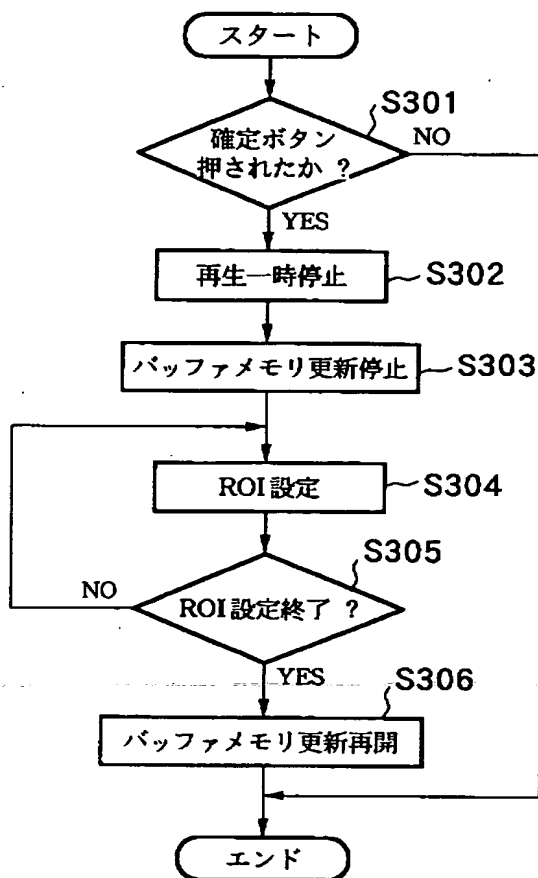 スタート
S301
確定ボタン
押されたか ?
NO
YES
再生一時停止
S302
バッファメモリ更新停止
S303
ROI設定
S304
S305
NO
ROI設定終了 ?
YES
S306
バッファメモリ更新再開
エンド